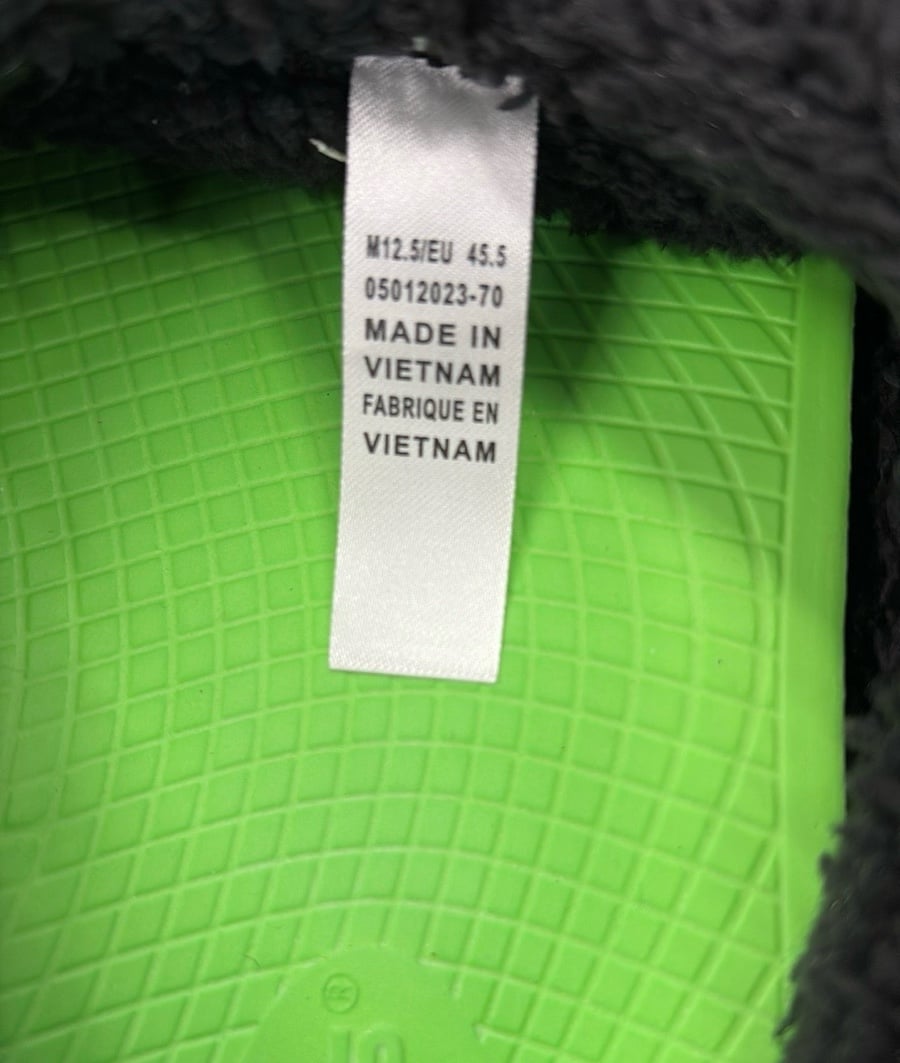 M12.5/EU 45.5
05012023-70
MADE IN
VIETNAM
FABRIQUE EN
VIETNAM
®